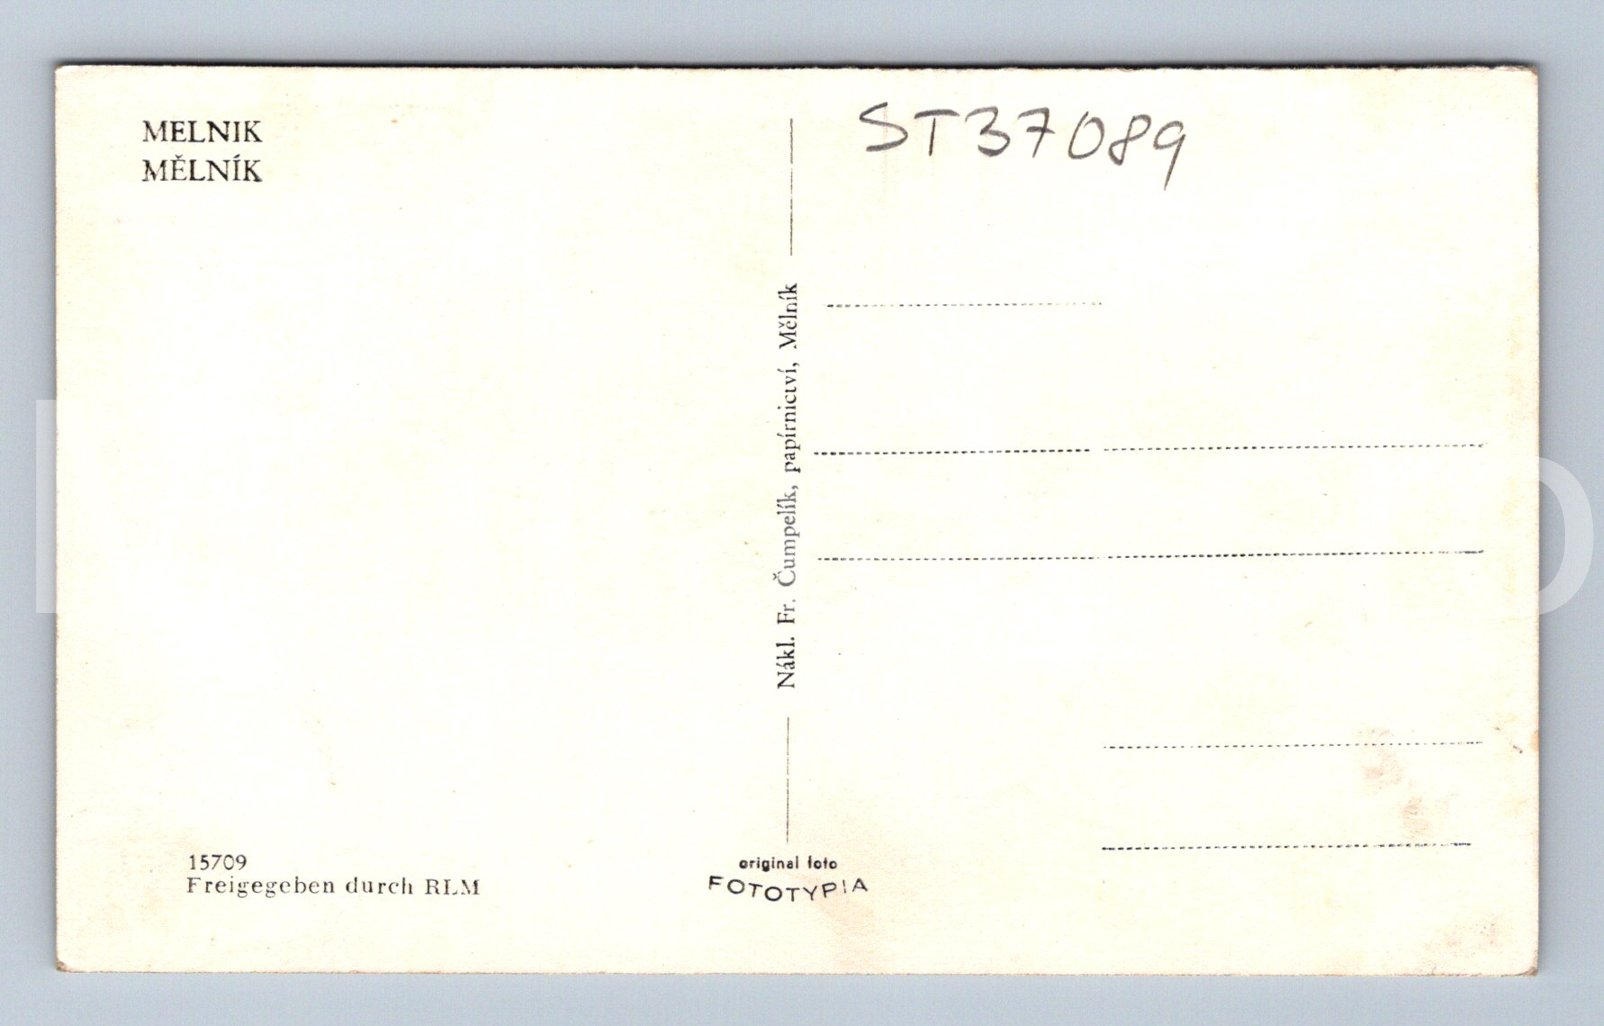 MELNIK
MĚLNÍK
ST37089
Nákl. Fr. Čumpelík, papírnictví, Mělník
15709
Freigegeben durch RLM
original foto
FOTOTYPIA